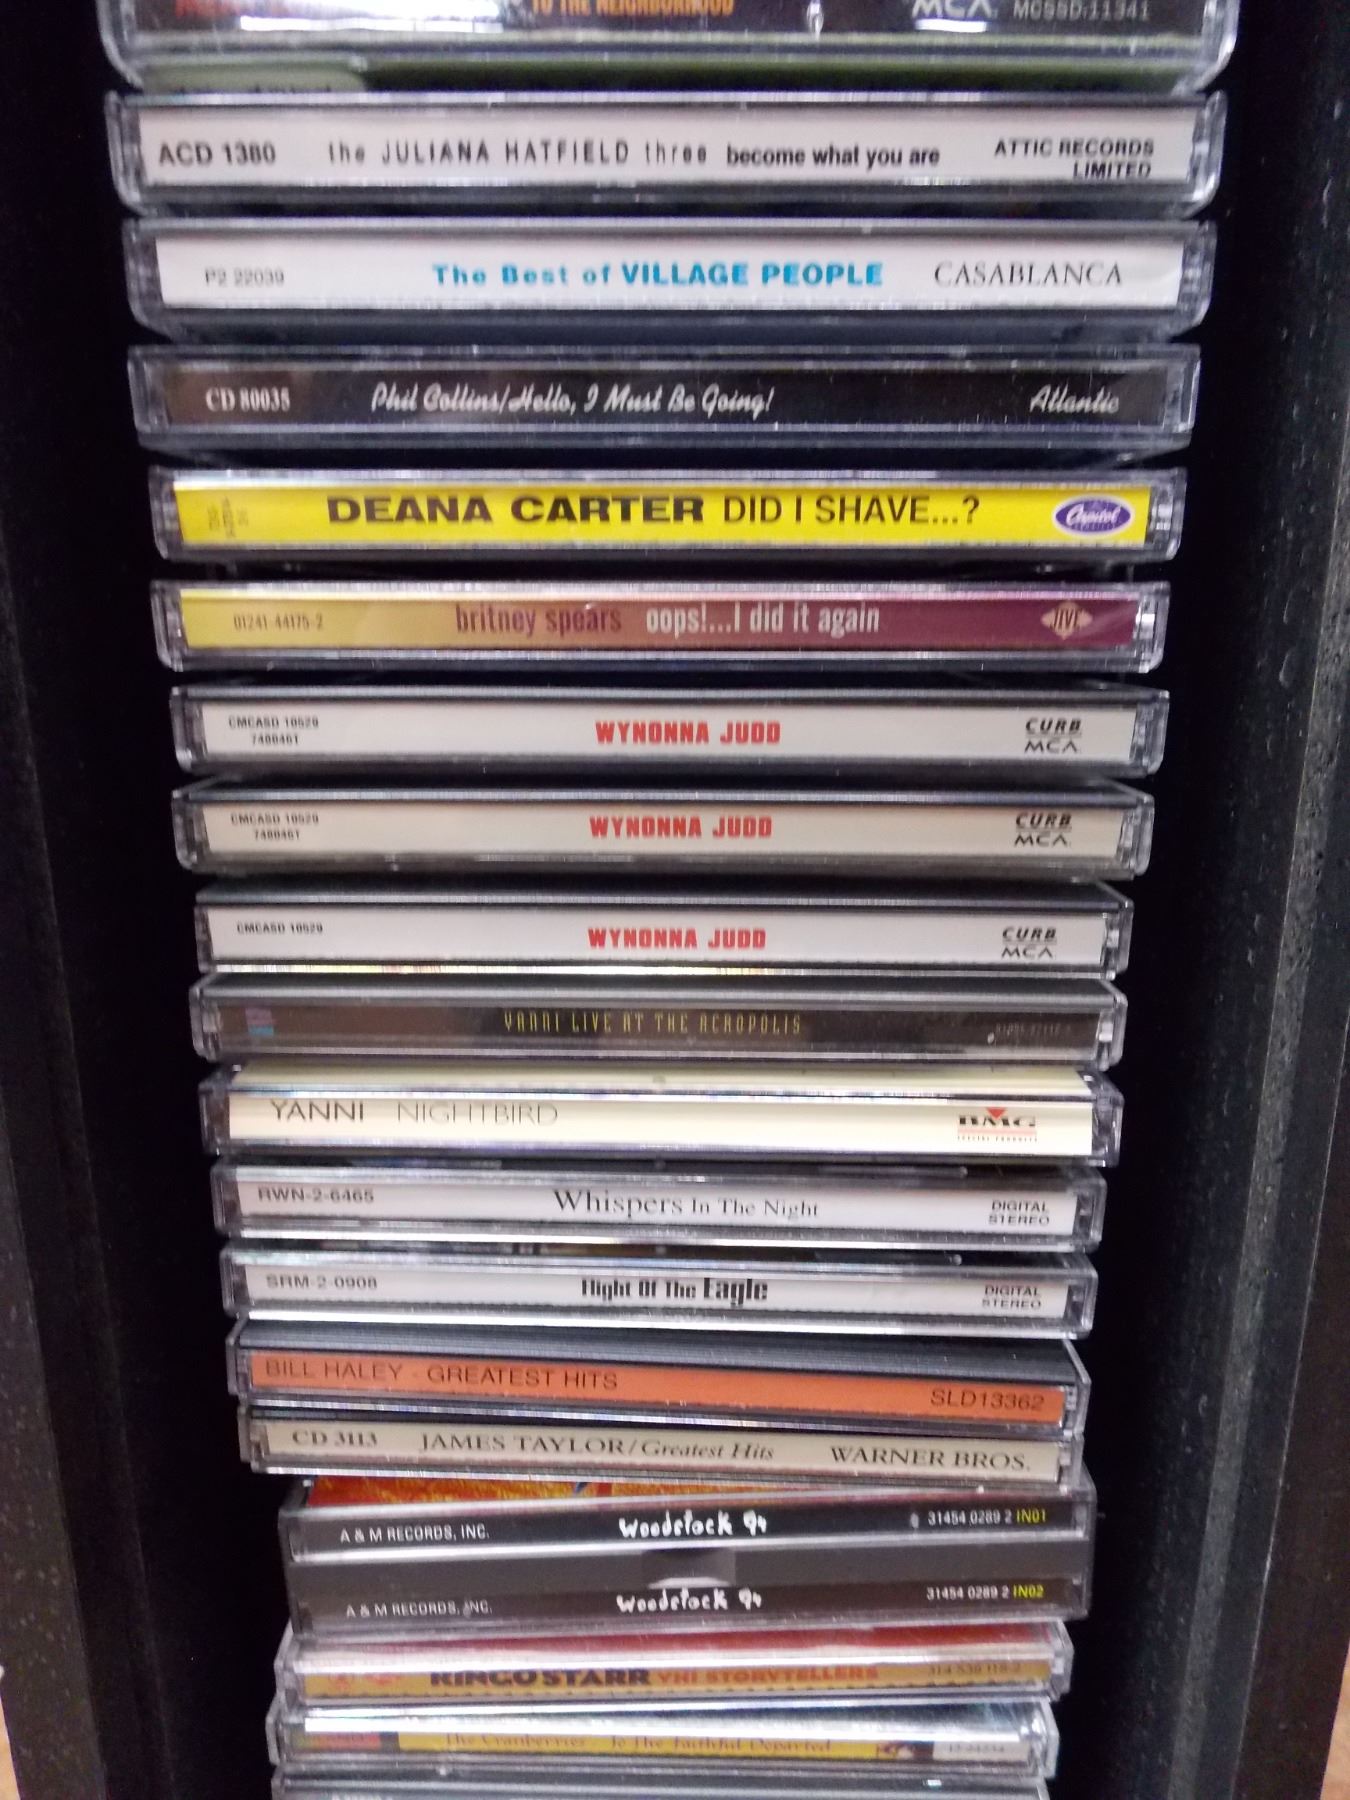 TO THE NEIGHBORHOOD MCA MCSSD-11341
ACD 1380 the JULIANA HATFIELD three become what you are ATTIC RECORDS
LIMITED
P2 22039 The Best of VILLAGE PEOPLE CASABLANCA
CD 80035 Phil Collins/Hello, I Must Be Going! Atlantic
DEANA CARTER DID I SHAVE...? Capitol
01241-44175-2 britney spears oops!...I did it again JIVE
CMCASD 10529 WYNONNA JUDD CURB
7480461 MCA
CMCASD 10529 WYNONNA JUDD CURB
7480461 MCA
CMCASD 10529 WYNONNA JUDD CURB
MCA
YANNI LIVE AT THE ACROPOLIS
YANNI NIGHTBIRD BMG
RWN-2-6465 Whispers In The Night DIGITAL
STEREO
SRM-2-0908 Flight Of The Eagle DIGITAL
STEREO
BILL HALEY - GREATEST HITS SLD13362
CD 3113 JAMES TAYLOR/Greatest Hits WARNER BROS.
A & M RECORDS, INC. Woodstock 94 31454 0289 2 IN01
A & M RECORDS, INC. Woodstock 94 31454 0289 2 IN02
RINGO STARR VH1 STORYTELLERS 314 538 118-2
The Cranberries To The Faithful Departed